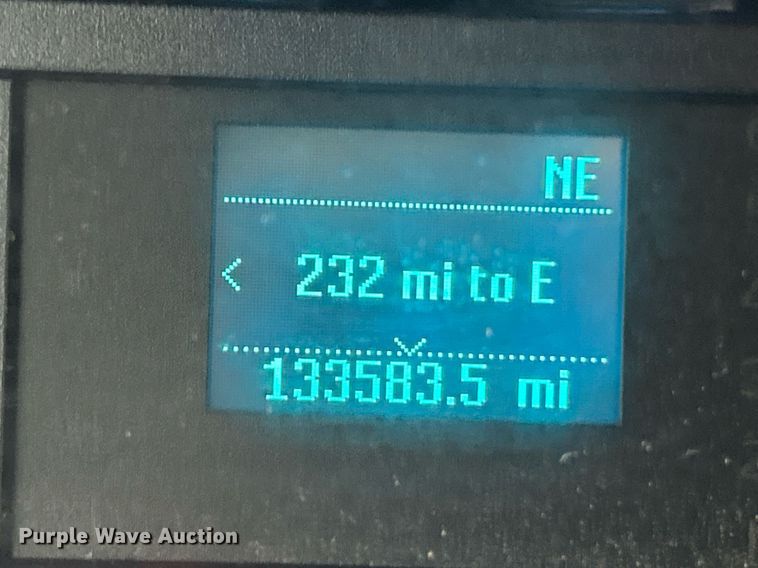 NE
< 232 mi to E
133583.5 mi
Purple Wave Auction